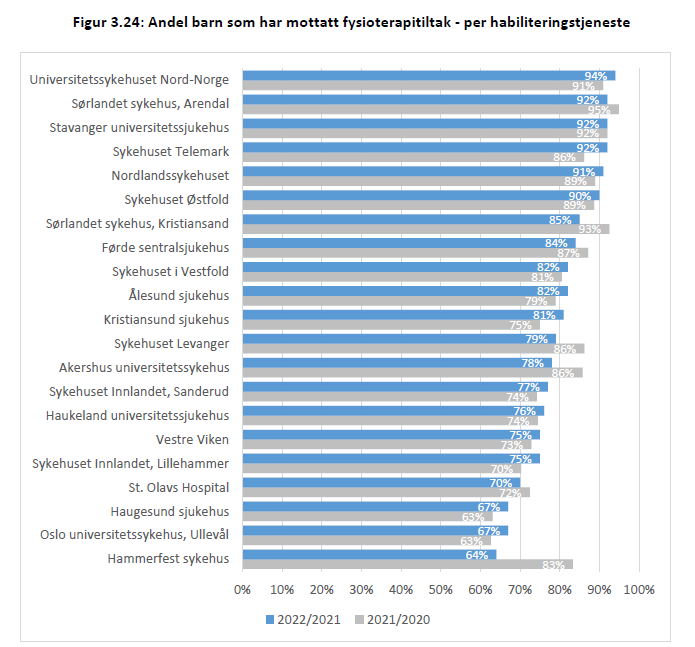 Figur 3.24: Andel barn som har mottatt fysioterapitiltak - per habiliteringstjeneste
Universitetssykehuset Nord-Norge 94% 91%
Sørlandet sykehus, Arendal 92% 95%
Stavanger universitetssjukehus 92% 92%
Sykehuset Telemark 92% 86%
Nordlandssykehuset 91% 89%
Sykehuset Østfold 90% 89%
Sørlandet sykehus, Kristiansand 85% 93%
Førde sentralsjukehus 84% 87%
Sykehuset i Vestfold 82% 81%
Ålesund sjukehus 82% 79%
Kristiansund sjukehus 81% 75%
Sykehuset Levanger 79% 86%
Akershus universitetssykehus 78% 86%
Sykehuset Innlandet, Sanderud 77% 74%
Haukeland universitetssjukehus 76% 74%
Vestre Viken 75% 73%
Sykehuset Innlandet, Lillehammer 75% 70%
St. Olavs Hospital 70% 72%
Haugesund sjukehus 67% 63%
Oslo universitetssykehus, Ullevål 67% 63%
Hammerfest sykehus 64% 83%
0% 10% 20% 30% 40% 50% 60% 70% 80% 90% 100%
2022/2021 2021/2020